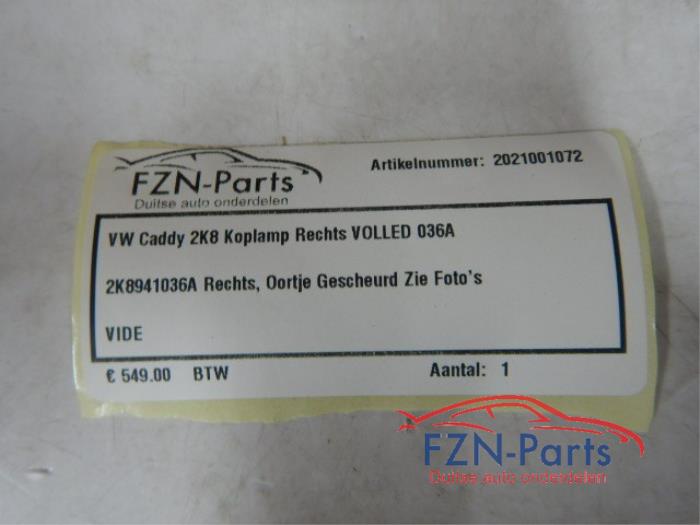 FZN-Parts
Duitse auto onderdelen
Artikelnummer: 2021001072
VW Caddy 2K8 Koplamp Rechts VOLLED 036A
2K8941036A Rechts, Oortje Gescheurd Zie Foto's
VIDE
€ 549.00 BTW
Aantal: 1
FZN-Parts
Duitse auto onderdelen